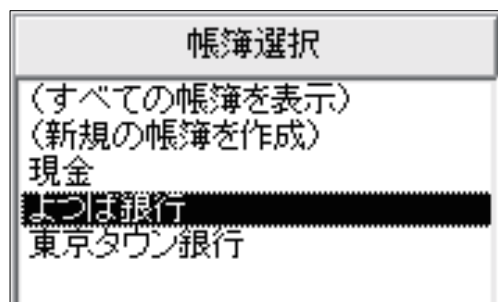 帳簿選択
(すべての帳簿を表示)
(新規の帳簿を作成)
現金
よつば銀行
東京タウン銀行